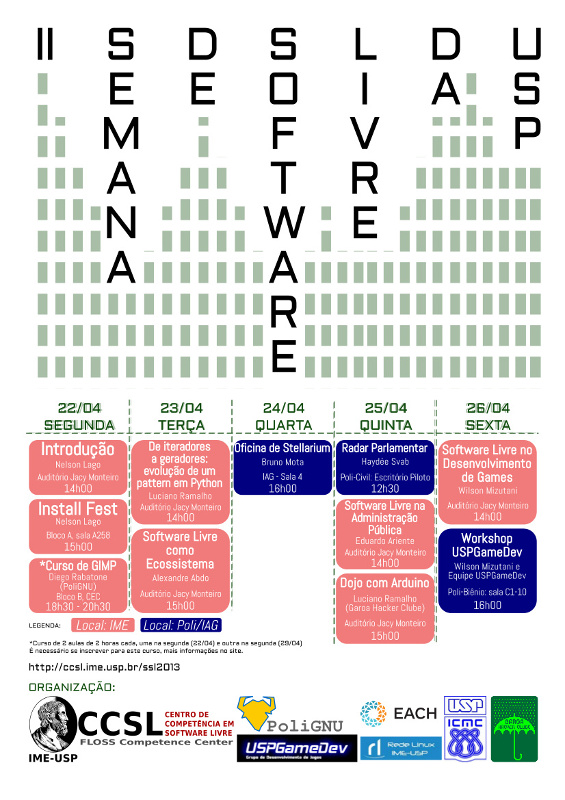 II SEMANA DE SOFTWARE LIVRE DA USP
22/04
SEGUNDA
23/04
TERÇA
24/04
QUARTA
25/04
QUINTA
26/04
SEXTA
Introdução
Nelson Lago
Auditório Jacy Monteiro
14h00
Install Fest
Nelson Lago
Bloco A, sala A258
15h00
*Curso de GIMP
Diego Rabatone
(PoliGNU)
Bloco B, CEC
18h30 - 20h30
De iteradores
a geradores:
evolução de um
pattern em Python
Luciano Ramalho
Auditório Jacy Monteiro
14h00
Software Livre
como
Ecossistema
Alexandre Abdo
Auditório Jacy Monteiro
15h00
Oficina de Stellarium
Bruno Mota
IAG - Sala 4
16h00
Radar Parlamentar
Haydée Svab
Poli-Civil: Escritório Piloto
12h30
Software Livre na
Administração
Pública
Eduardo Ariente
Auditório Jacy Monteiro
14h00
Dojo com Arduino
Luciano Ramalho
(Garoa Hacker Clube)
Auditório Jacy Monteiro
15h00
Software Livre no
Desenvolvimento
de Games
Wilson Mizutani
Auditório Jacy Monteiro
14h00
Workshop
USPGameDev
Wilson Mizutani e
Equipe USPGameDev
Poli-Biênio: sala C1-10
16h00
LEGENDA:
Local: IME
Local: Poli/IAG
*Curso de 2 aulas de 2 horas cada, uma na segunda (22/04) e outra na segunda (29/04)
É necessário se inscrever para este curso, mais informações no site.
http://ccsl.ime.usp.br/ssl2013
ORGANIZAÇÃO:
CCSL
CENTRO DE
COMPETÊNCIA EM
SOFTWARE LIVRE
FLOSS Competence Center
IME-USP
PoliGNU
USPGameDev
Grupo de Desenvolvimento de Jogos
EACH
Rede Linux
IME-USP
USP
ICMC